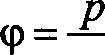 φ = p